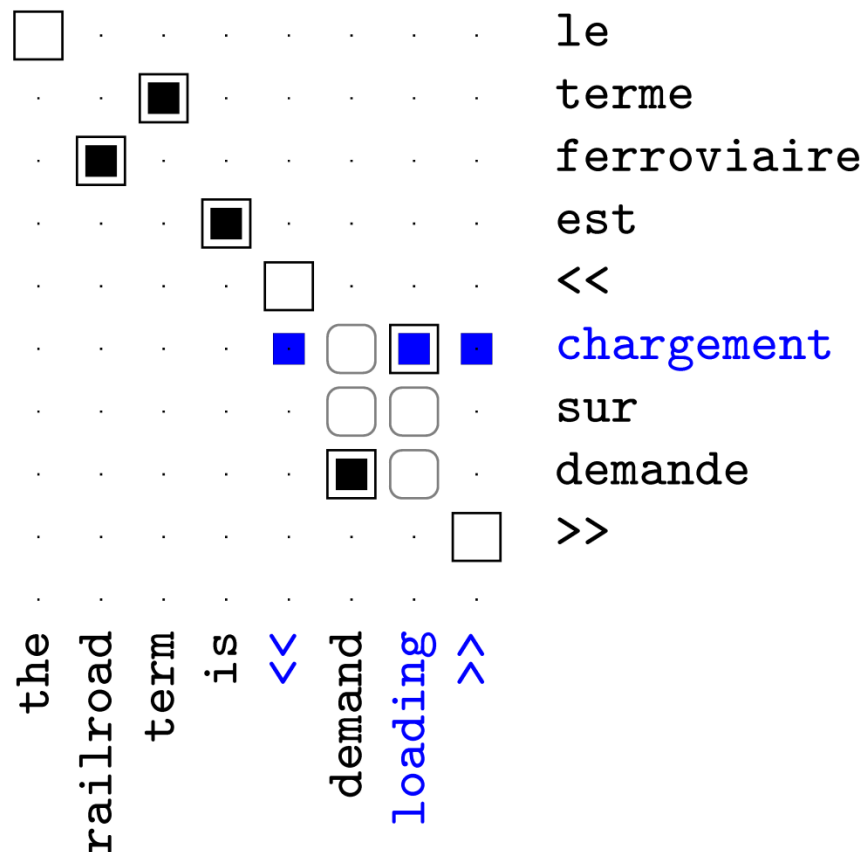 le
terme
ferroviaire
est
<<
chargement
sur
demande
>>
the
railroad
term
is
<<
demand
loading
>>